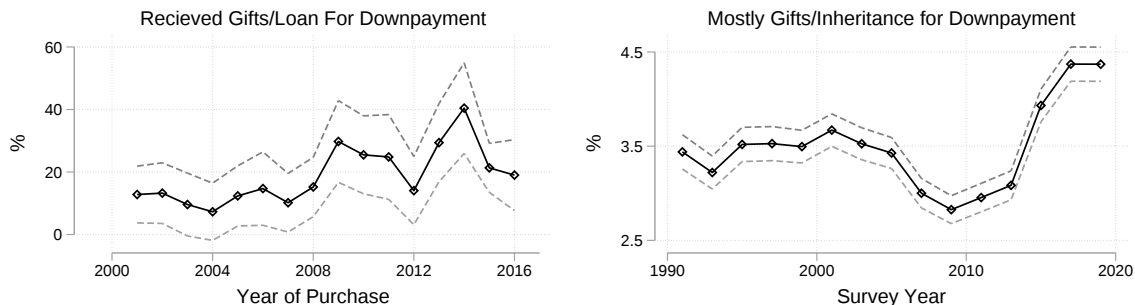 Recieved Gifts/Loan For Downpayment
%
60
40
20
0
2000 2004 2008 2012 2016
Year of Purchase
Mostly Gifts/Inheritance for Downpayment
%
4.5
3.5
2.5
1990 2000 2010 2020
Survey Year